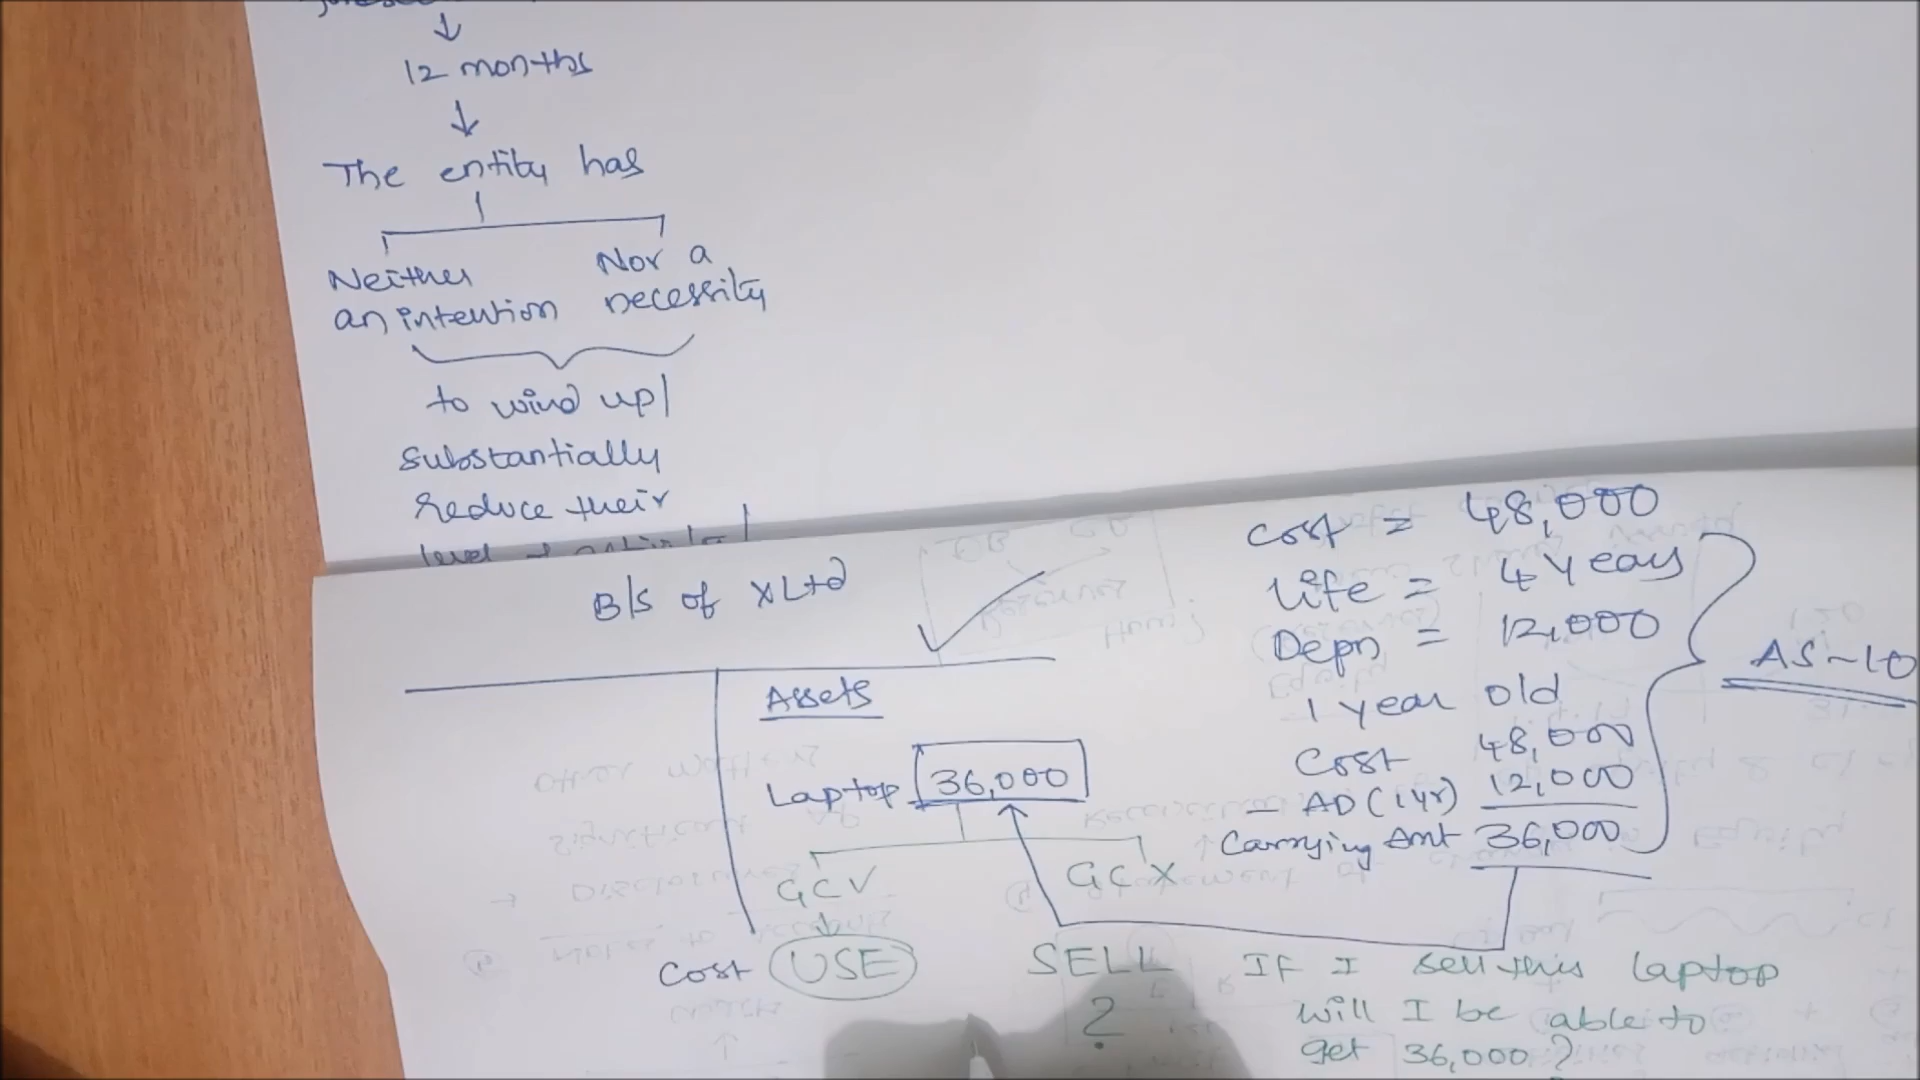 ↓
12 months
↓
The entity has
Neither
an intention
Nor a
necessity
to wind up/
substantially
reduce their
B/S of X Ltd
Assets
Laptop 36,000
GC✓
GC X
Cost USE
SELL
?
Cost = 48,000
Life = 4 Years
Depn = 12,000
1 year old
Cost 48,000
- AD (1 yr) 12,000
Carrying Amt 36,000
AS-10
If I sell this laptop
will I be able to
get 36,000?